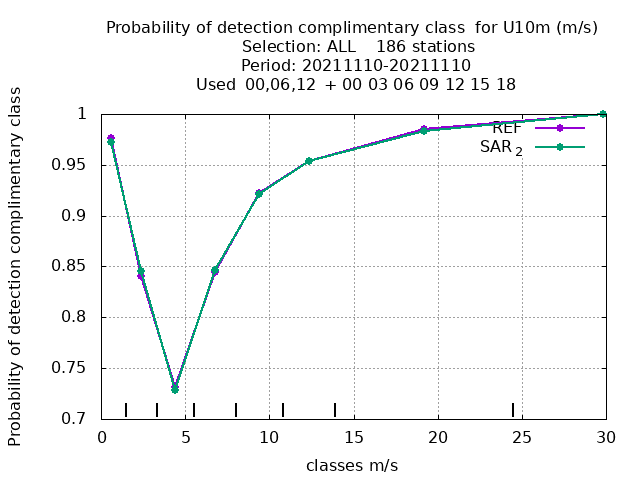 Probability of detection complimentary class  for U10m (m/s)
Selection: ALL    186 stations
Period: 20211110-20211110
Used  00,06,12  + 00 03 06 09 12 15 18
Probability of detection complimentary class
1
0.95
0.9
0.85
0.8
0.75
0.7
REF
SAR 2
0 5 10 15 20 25 30
classes m/s